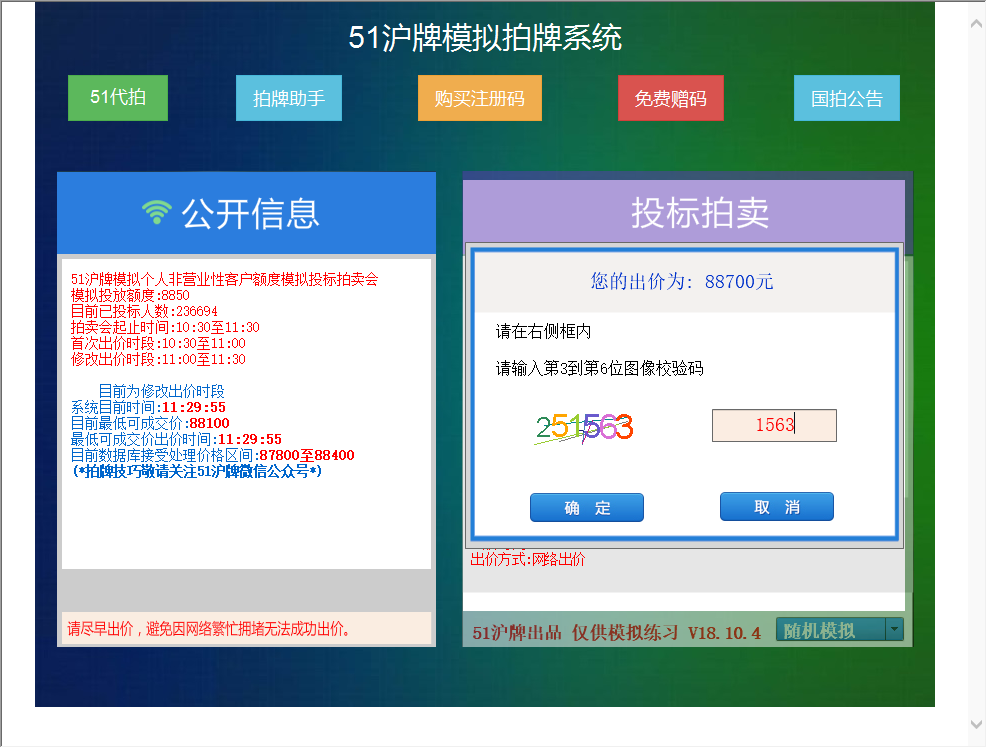 51沪牌模拟拍牌系统
51代拍
拍牌助手
购买注册码
免费赠码
国拍公告
公开信息
51沪牌模拟个人非营业性客户额度模拟投标拍卖会
模拟投放额度:8850
目前已投标人数:236694
拍卖会起止时间:10:30至11:30
首次出价时段:10:30至11:00
修改出价时段:11:00至11:30
目前为修改出价时段
系统目前时间:11:29:55
目前最低可成交价:88100
最低可成交价出价时间:11:29:55
目前数据库接受处理价格区间:87800至88400
(*拍牌技巧敬请关注51沪牌微信公众号*)
请尽早出价，避免因网络繁忙拥堵无法成功出价。
投标拍卖
您的出价为: 88700元
请在右侧框内
请输入第3到第6位图像校验码
251563
1563
确 定
取 消
出价方式:网络出价
51沪牌出品 仅供模拟练习 V18.10.4
随机模拟